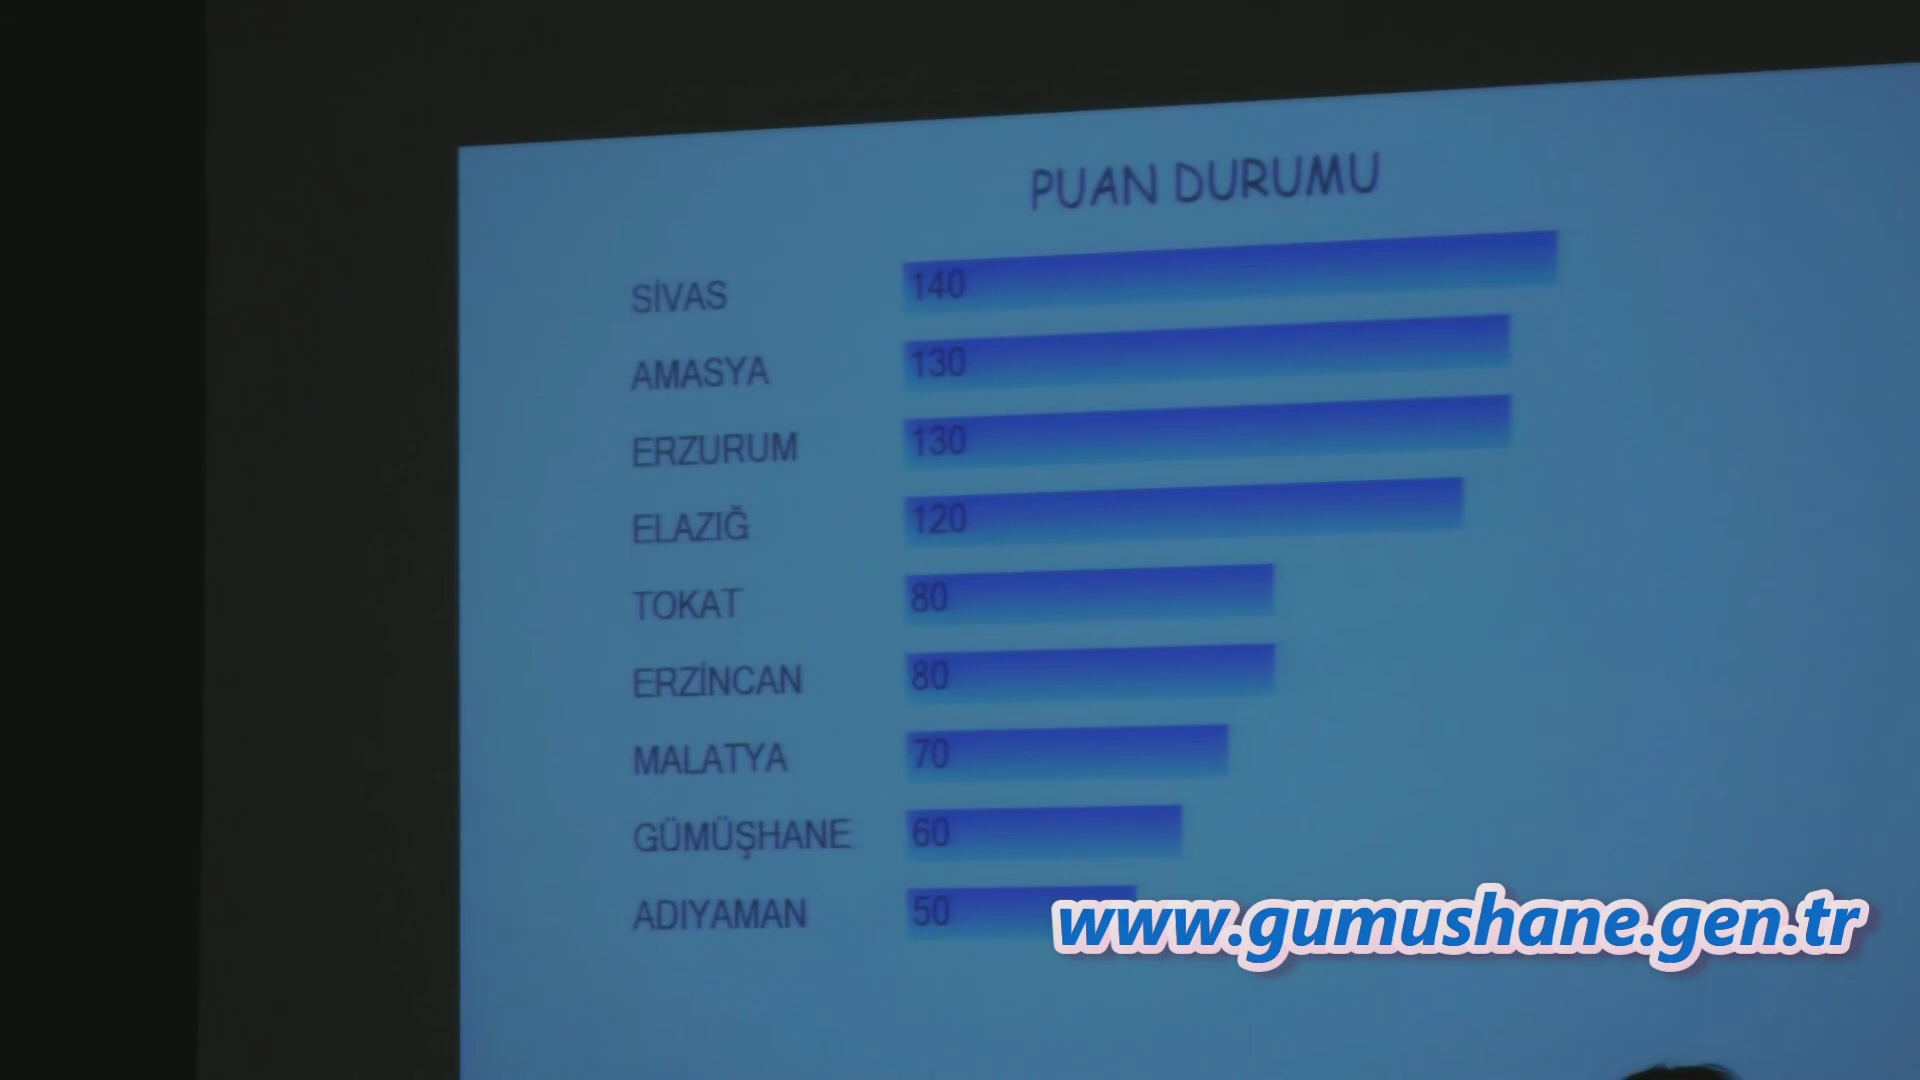 PUAN DURUMU
SİVAS 140
AMASYA 130
ERZURUM 130
ELAZIĞ 120
TOKAT 80
ERZİNCAN 80
MALATYA 70
GÜMÜŞHANE 60
ADIYAMAN 50
www.gumushane.gen.tr